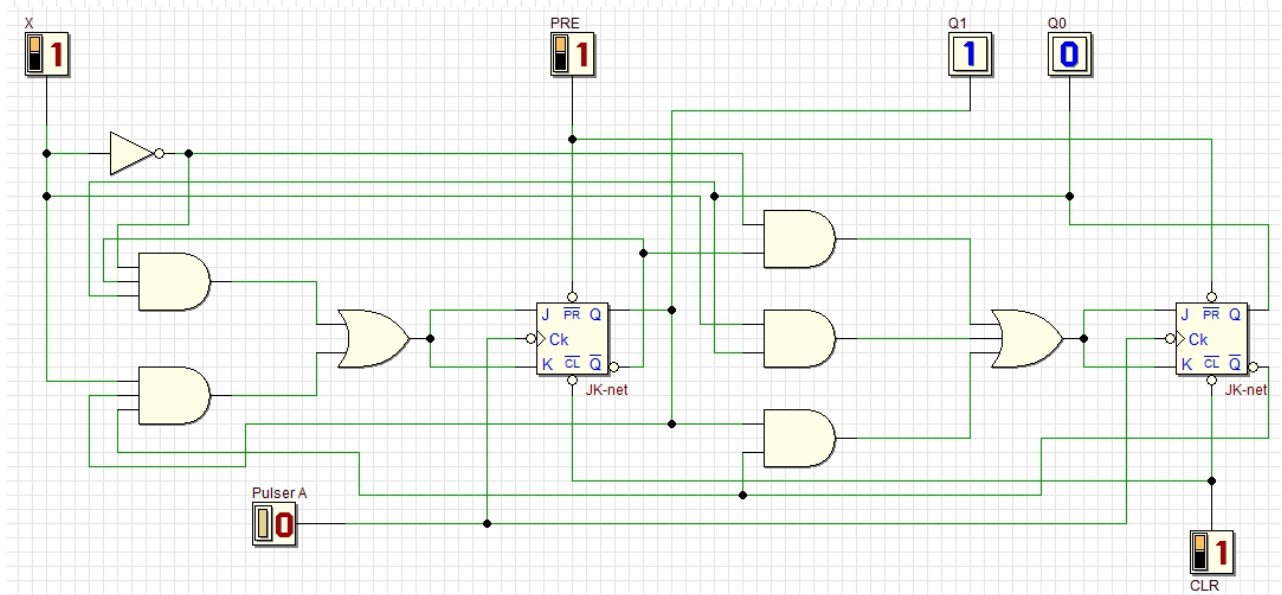 X
1
PRE
1
Q1
1
Q0
0
J PR Q
Ck
K CL Q
JK-net
J PR Q
Ck
K CL Q
JK-net
Pulser A
0
1
CLR